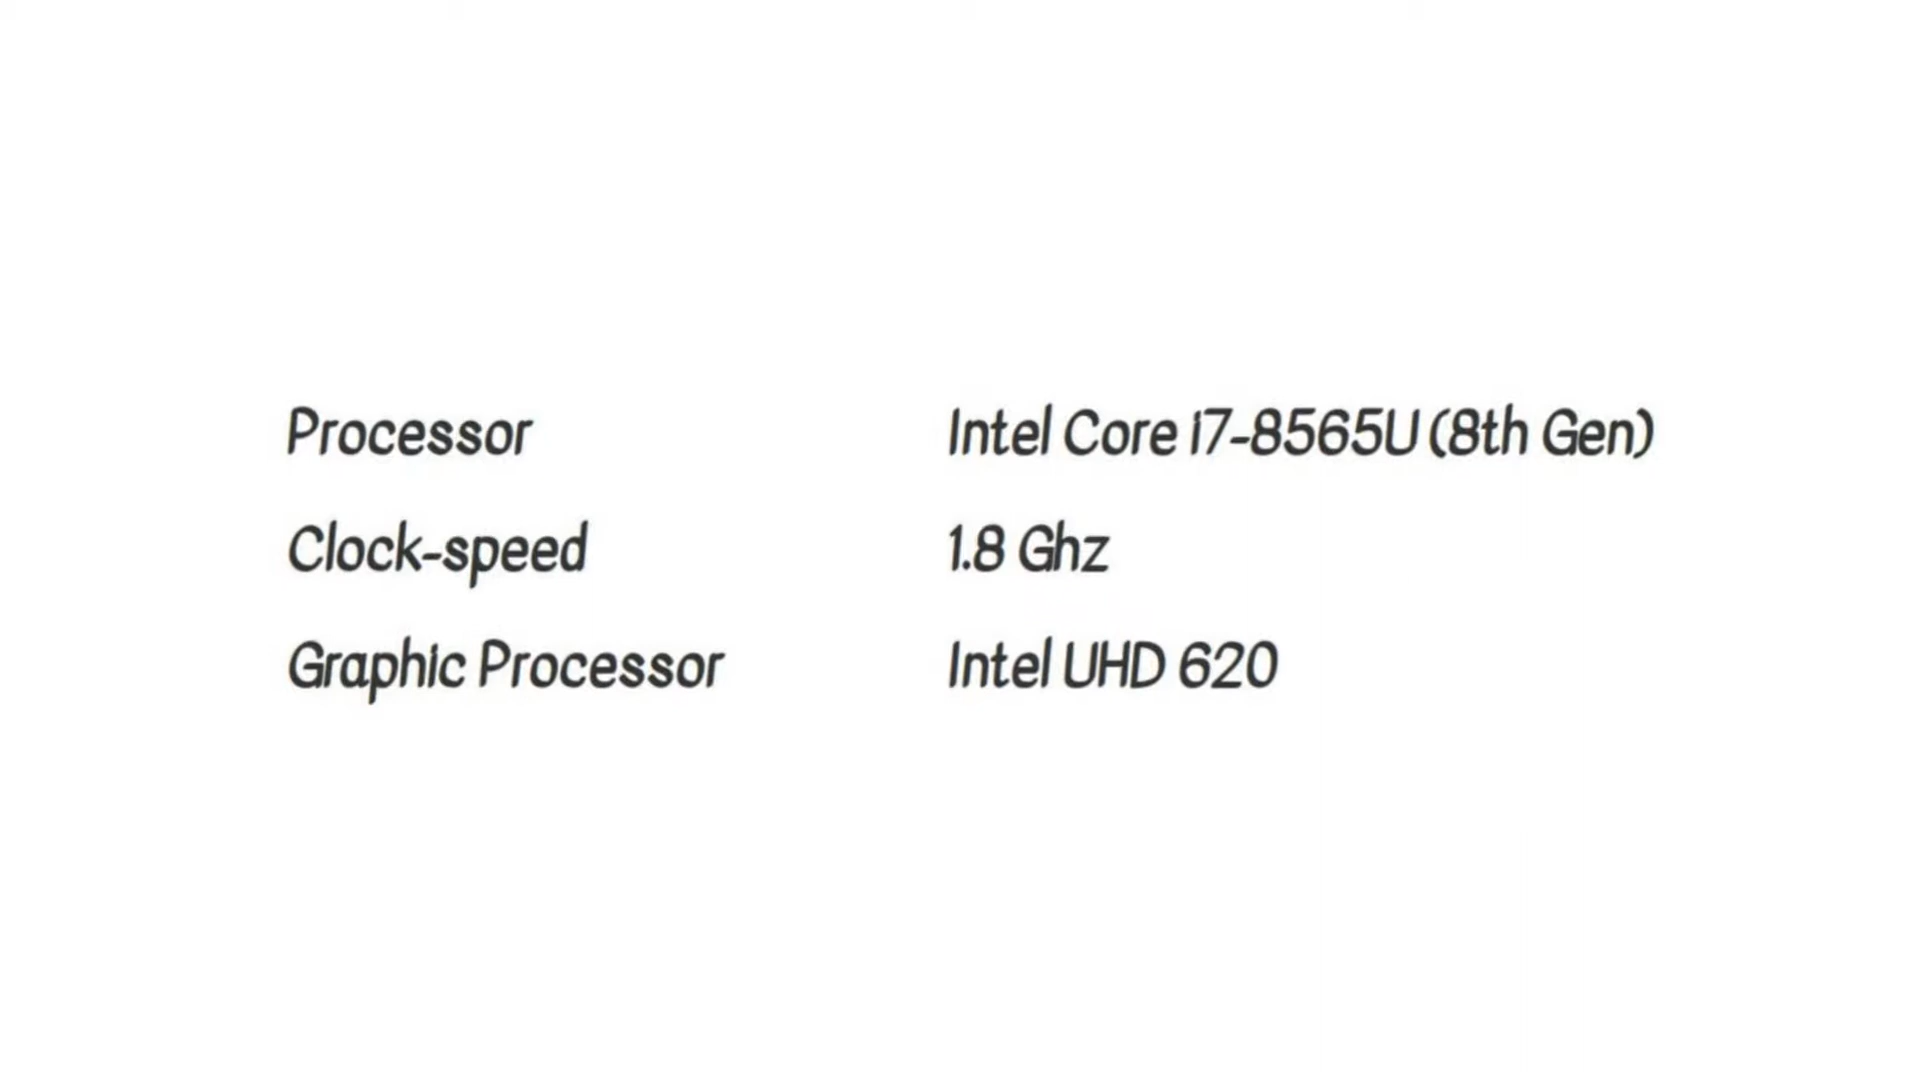 Processor Intel Core i7-8565U (8th Gen)
Clock-speed 1.8 Ghz
Graphic Processor Intel UHD 620